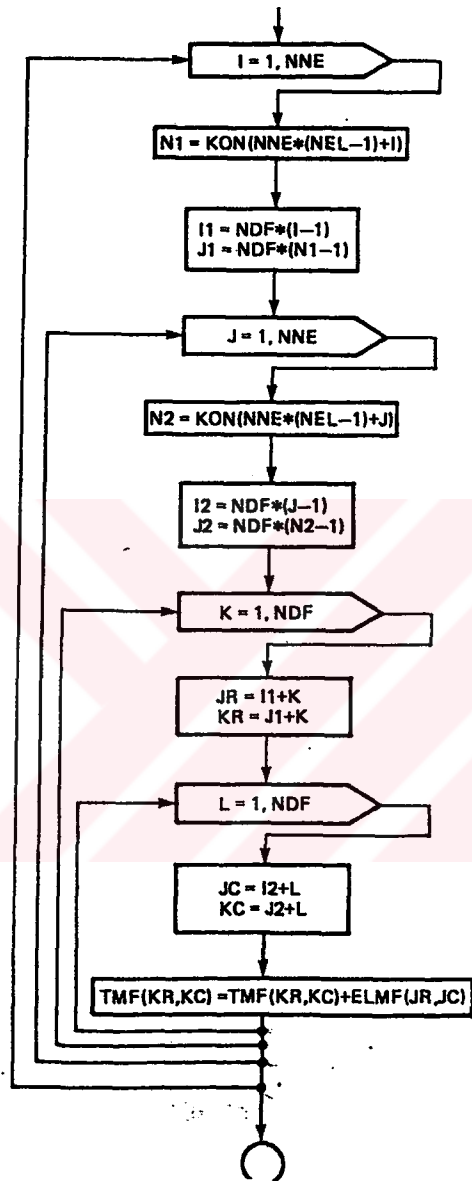 I = 1, NNE
N1 = KON(NNE*(NEL−1)+I)
I1 = NDF*(I−1)
J1 = NDF*(N1−1)
J = 1, NNE
N2 = KON(NNE*(NEL−1)+J)
I2 = NDF*(J−1)
J2 = NDF*(N2−1)
K = 1, NDF
JR = I1+K
KR = J1+K
L = 1, NDF
JC = I2+L
KC = J2+L
TMF(KR,KC) =TMF(KR,KC)+ELMF(JR,JC)